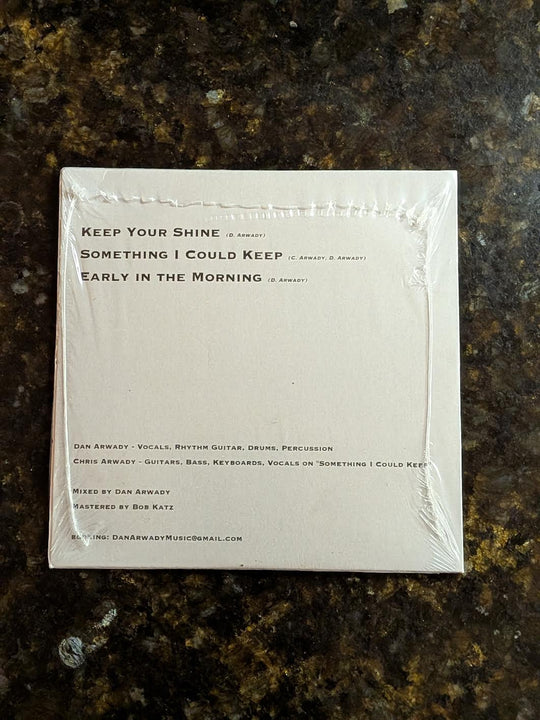 KEEP YOUR SHINE (D. ARWADY)
SOMETHING I COULD KEEP (C. ARWADY, D. ARWADY)
EARLY IN THE MORNING (D. ARWADY)
DAN ARWADY - VOCALS, RHYTHM GUITAR, DRUMS, PERCUSSION
CHRIS ARWADY - GUITARS, BASS, KEYBOARDS, VOCALS ON "SOMETHING I COULD KEEP"
MIXED BY DAN ARWADY
MASTERED BY BOB KATZ
BOOKING: DANARWADYMUSIC@GMAIL.COM